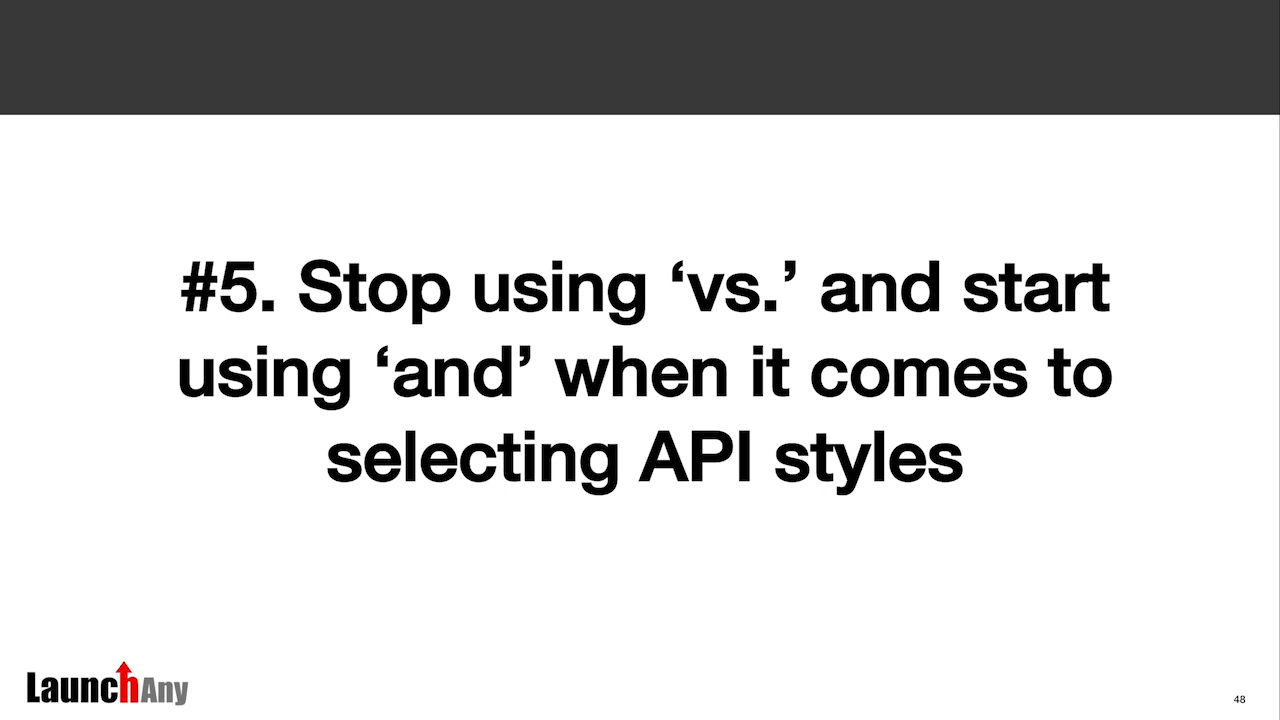 #5. Stop using ‘vs.’ and start
using ‘and’ when it comes to
selecting API styles
LaunchAny
48